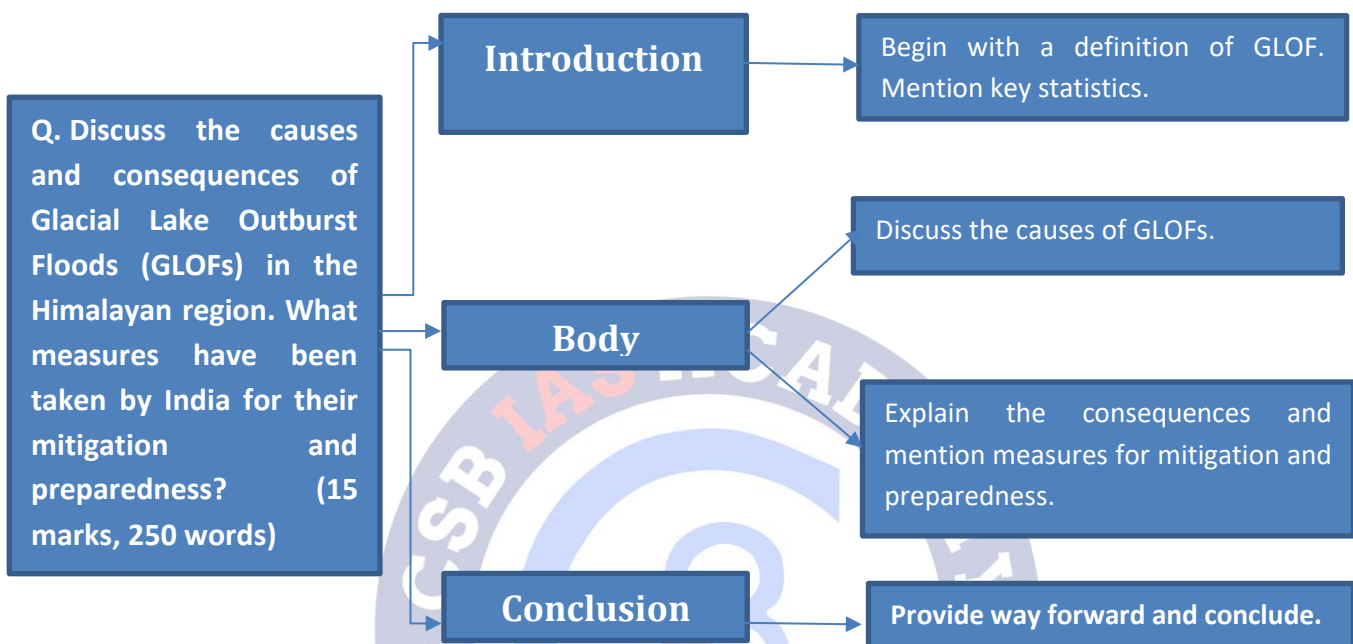 Q. Discuss the causes
and consequences of
Glacial Lake Outburst
Floods (GLOFs) in the
Himalayan region. What
measures have been
taken by India for their
mitigation and
preparedness? (15
marks, 250 words)
Introduction
Begin with a definition of GLOF.
Mention key statistics.
Body
Discuss the causes of GLOFs.
Explain the consequences and
mention measures for mitigation and
preparedness.
Conclusion
Provide way forward and conclude.
CSB IAS